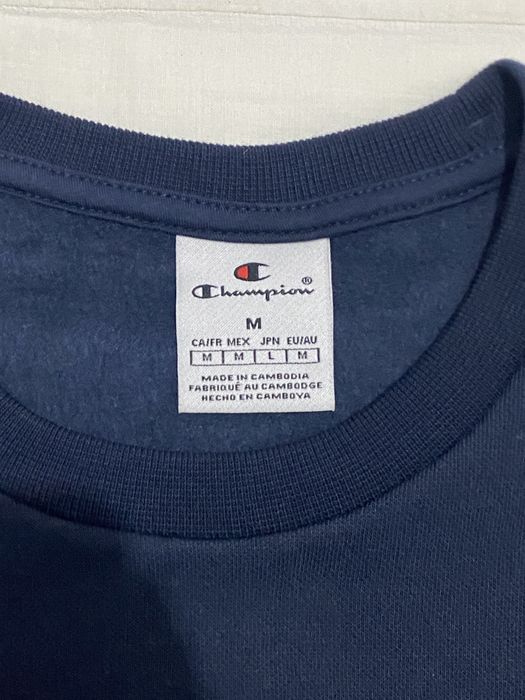 Champion®
M
CA/FR MEX JPN EU/AU
M M L M
MADE IN CAMBODIA
FABRIQUÉ AU CAMBODGE
HECHO EN CAMBOYA